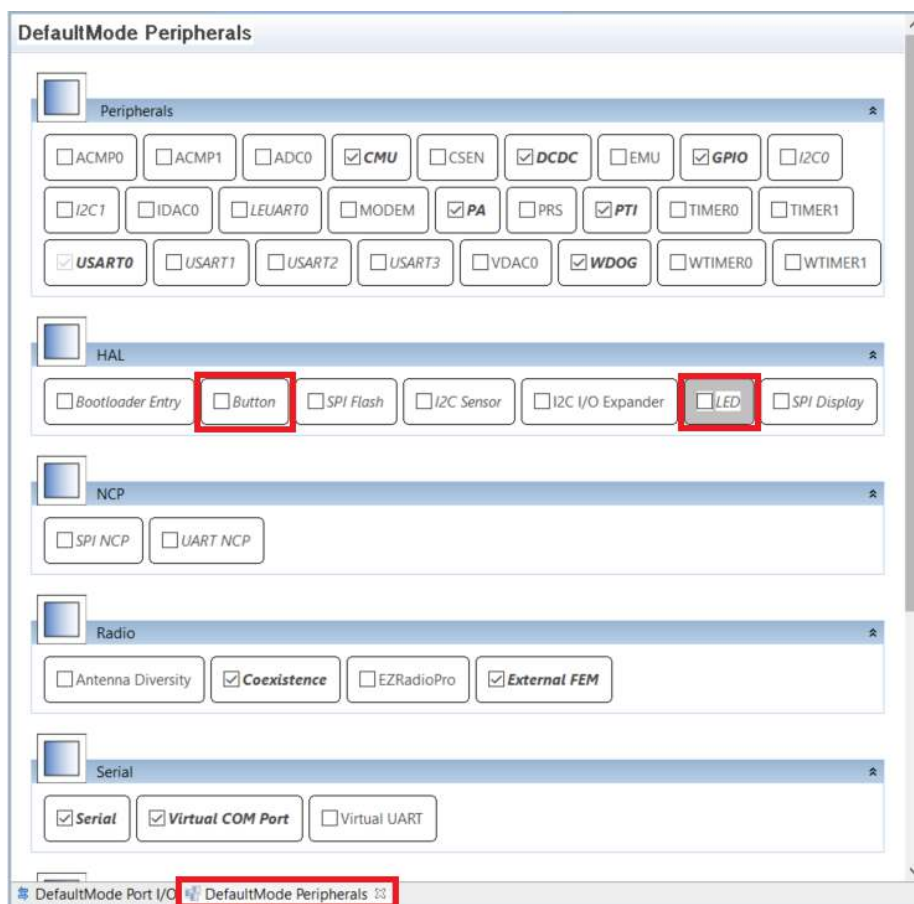 DefaultMode Peripherals
Peripherals
ACMP0 ACMP1 ADC0 CMU CSEN DCDC EMU GPIO I2C0
I2C1 IDAC0 LEUART0 MODEM PA PRS PTI TIMER0 TIMER1
USART0 USART1 USART2 USART3 VDAC0 WDOG WTIMER0 WTIMER1
HAL
Bootloader Entry Button SPI Flash I2C Sensor I2C I/O Expander LED SPI Display
NCP
SPI NCP UART NCP
Radio
Antenna Diversity Coexistence EZRadioPro External FEM
Serial
Serial Virtual COM Port Virtual UART
DefaultMode Port I/O DefaultMode Peripherals